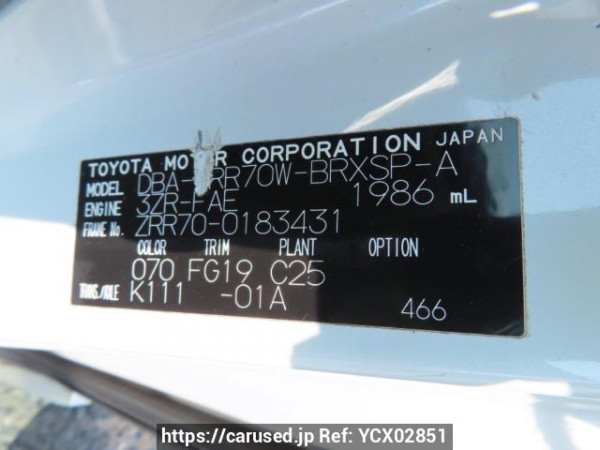 TOYOTA MOTOR CORPORATION JAPAN
MODEL DBA- RR70W-BRXSP-A
ENGINE 3ZR-FAE 1986 mL
FRAME No. ZRR70-0183431
COLOR TRIM PLANT OPTION
070 FG19 C25
TRANS./AXLE K111 -01A
466
https://carused.jp Ref: YCX02851